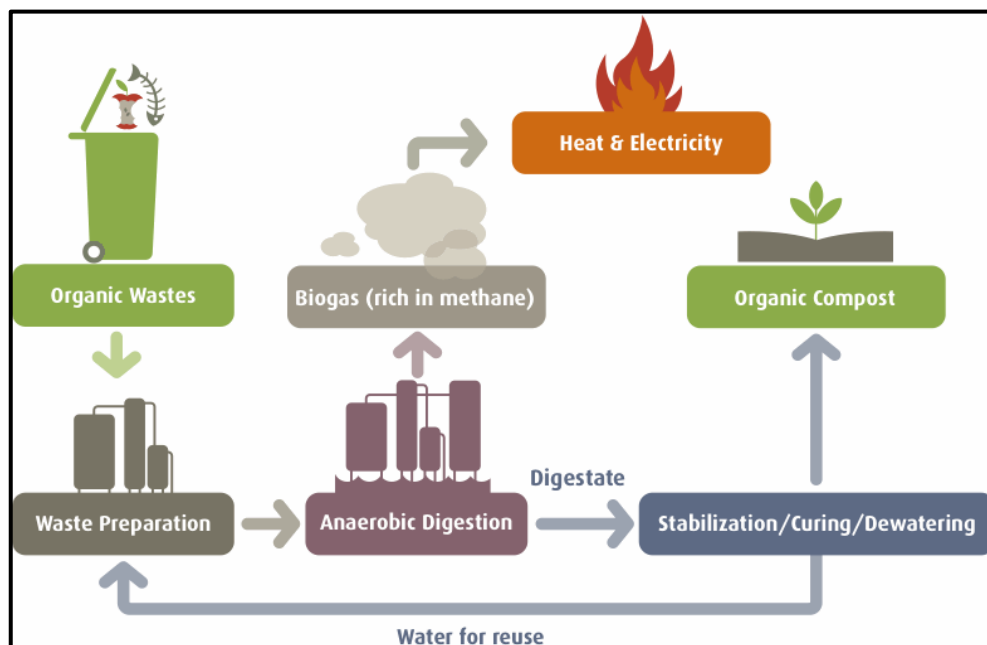 Heat & Electricity
Organic Wastes
Biogas (rich in methane)
Organic Compost
Digestate
Waste Preparation
Anaerobic Digestion
Stabilization/Curing/Dewatering
Water for reuse